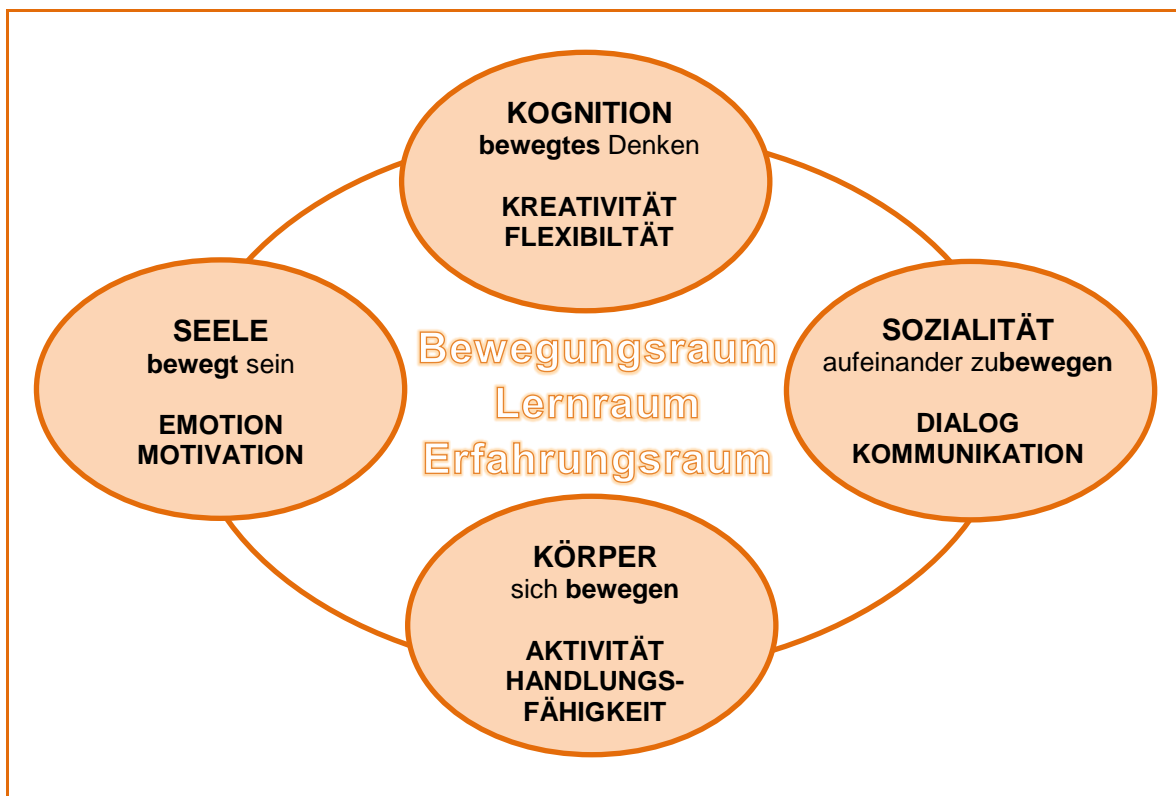 KOGNITION
bewegtes Denken
KREATIVITÄT
FLEXIBILTÄT
SEELE
bewegt sein
EMOTION
MOTIVATION
Bewegungsraum
Lernraum
Erfahrungsraum
SOZIALITÄT
aufeinander zubewegen
DIALOG
KOMMUNIKATION
KÖRPER
sich bewegen
AKTIVITÄT
HANDLUNGS-
FÄHIGKEIT